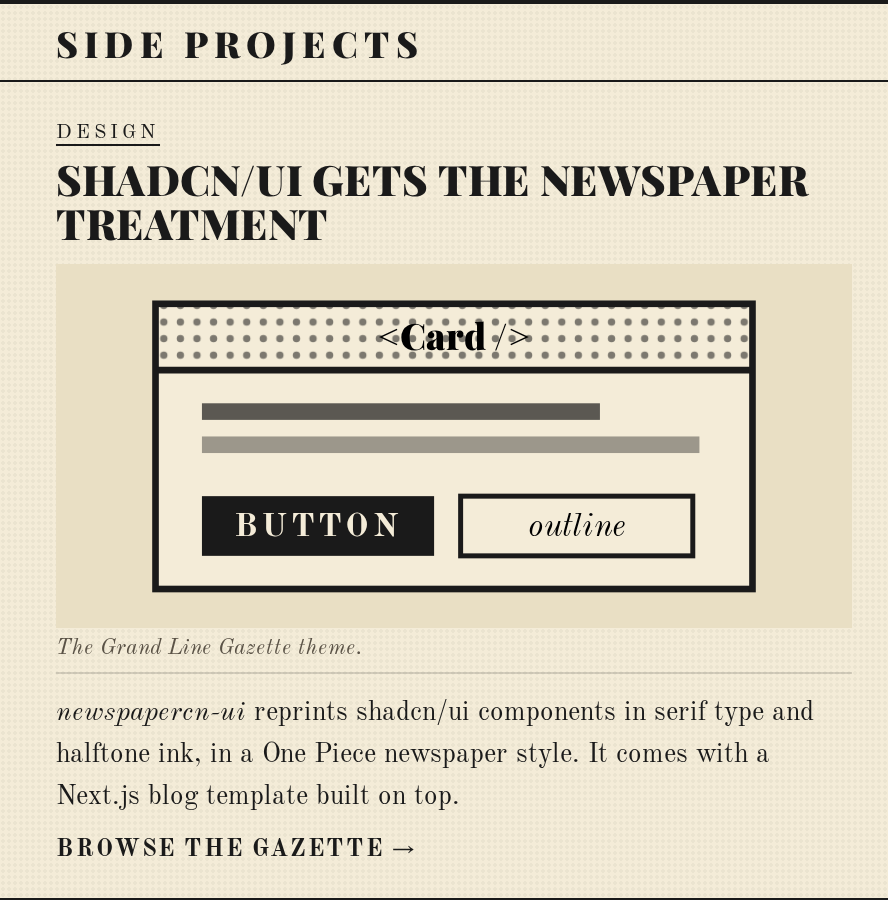 SIDE PROJECTS
DESIGN
SHADCN/UI GETS THE NEWSPAPER
TREATMENT
<Card />
BUTTON
outline
The Grand Line Gazette theme.
newspapercn-ui reprints shadcn/ui components in serif type and
halftone ink, in a One Piece newspaper style. It comes with a
Next.js blog template built on top.
BROWSE THE GAZETTE →